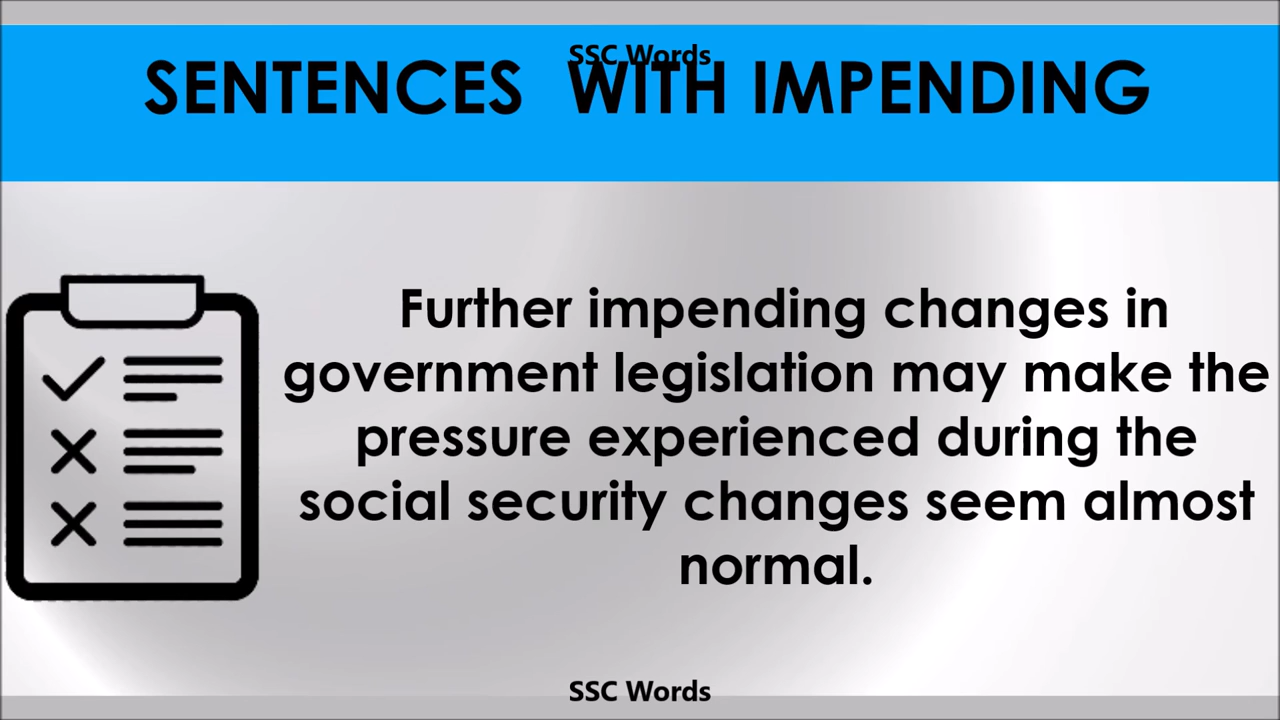 SSC Words
SENTENCES WITH IMPENDING
Further impending changes in
government legislation may make the
pressure experienced during the
social security changes seem almost
normal.
SSC Words